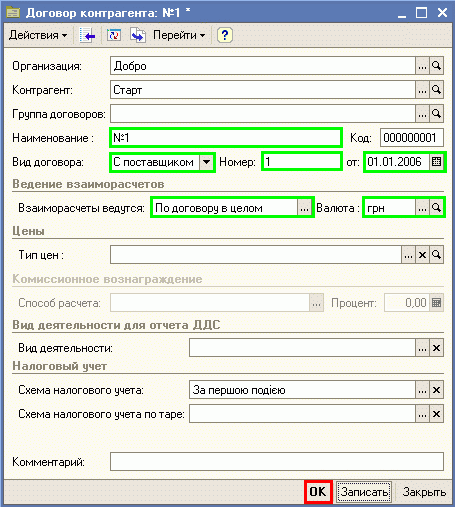 Договор контрагента: №1 *
Действия Перейти ?
Организация: Добро ...
Контрагент: Старт ...
Группа договоров: ...
Наименование : №1 Код: 000000001
Вид договора: С поставщиком Номер: 1 от: 01.01.2006
Ведение взаиморасчетов
Взаиморасчеты ведутся: По договору в целом ... Валюта : грн ...
Цены
Тип цен : ... ×
Комиссионное вознаграждение
Способ расчета: ... Процент: 0,00
Вид деятельности для отчета ДДС
Вид деятельности: ... ×
Налоговый учет
Схема налогового учета: За першою подією ... ×
Схема налогового учета по таре: ... ×
Комментарий:
OK Записать Закрыть